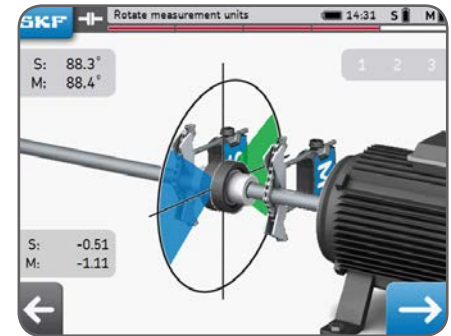 SKF
Rotate measurement units
14:31 S M
S: 88.3°
M: 88.4°
1 2 3
S: -0.51
M: -1.11
S
M